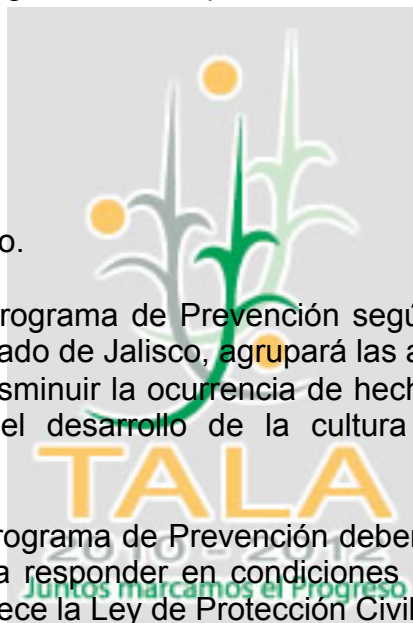 o.
rograma de Prevención segú
ado de Jalisco, agrupará las a
sminuir la ocurrencia de hech
el desarrollo de la cultura
TALA
rograma de Prevención deber
2010 - 2012
a responder en condiciones
Juntos marcamos el Progreso
ece la Ley de Protección Civil